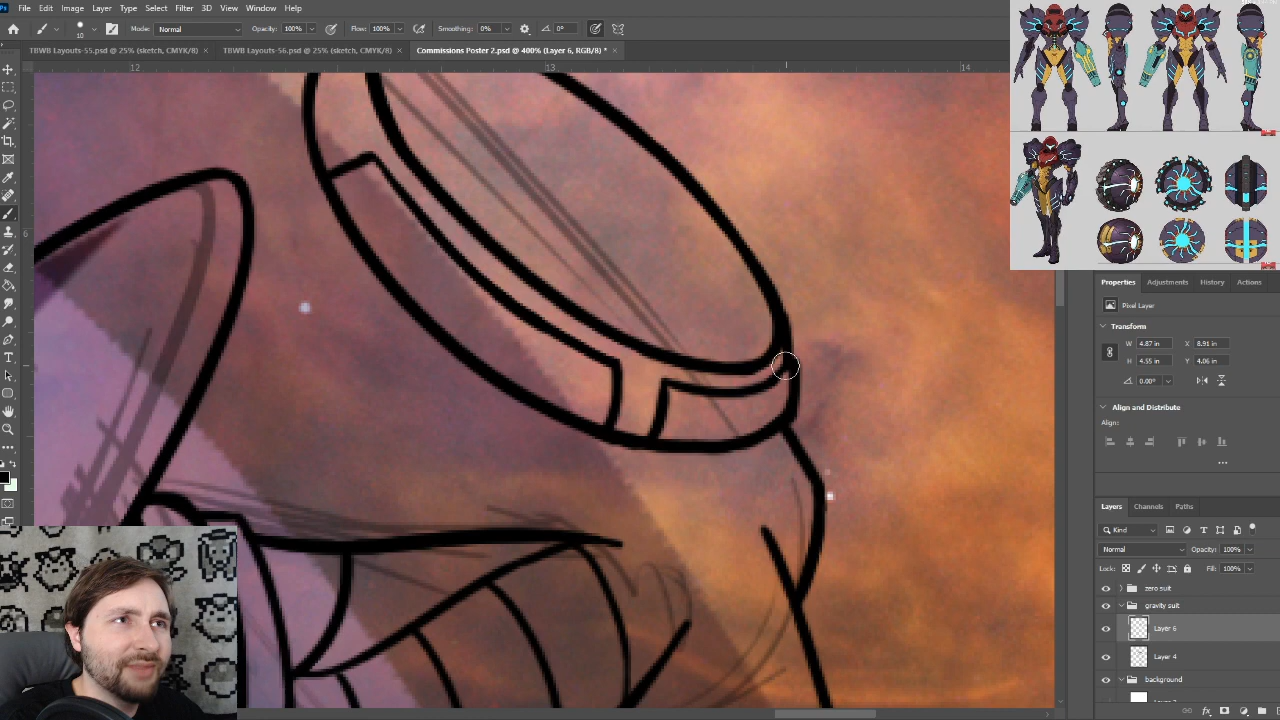 Ps File Edit Image Layer Type Select Filter 3D View Window Help
10 Mode: Normal Opacity: 100% Flow: 100% Smoothing: 0% 0°
TBWB Layouts-55.psd @ 25% (sketch, CMYK/8) × TBWB Layouts-56.psd @ 25% (sketch, CMYK/8) × Commissions Poster 2.psd @ 400% (Layer 6, RGB/8) * ×
12 13 14
6
Properties Adjustments History Actions
Pixel Layer
Transform
W 4.87 in X 8.91 in
H 4.55 in Y 4.06 in
0.00°
Align and Distribute
Align:
Layers Channels Paths
Kind
Normal Opacity: 100%
Lock: Fill: 100%
zero suit
gravity suit
Layer 6
Layer 4
background